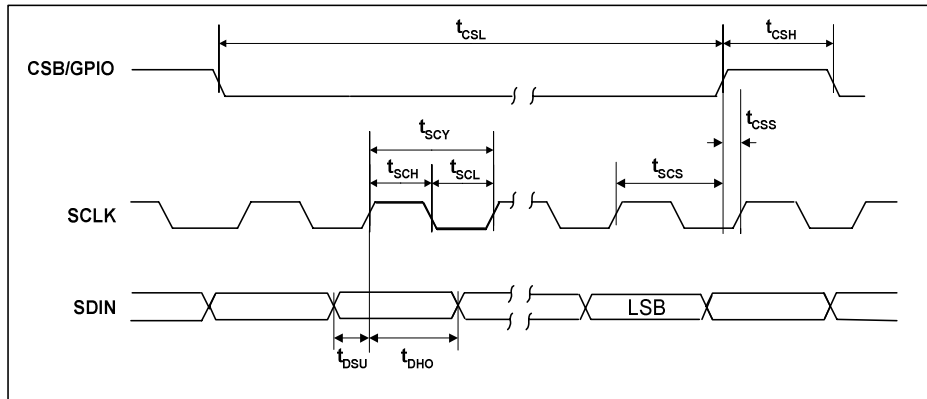 tCSL
tCSH
CSB/GPIO
tCSS
tSCY
tSCH
tSCL
tSCS
SCLK
SDIN
LSB
tDSU
tDHO